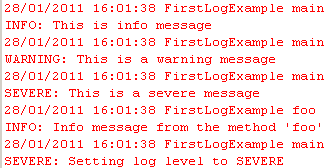 28/01/2011 16:01:38 FirstLogExample main
INFO: This is info message
28/01/2011 16:01:38 FirstLogExample main
WARNING: This is a warning message
28/01/2011 16:01:38 FirstLogExample main
SEVERE: This is a severe message
28/01/2011 16:01:38 FirstLogExample foo
INFO: Info message from the method 'foo'
28/01/2011 16:01:38 FirstLogExample main
SEVERE: Setting log level to SEVERE